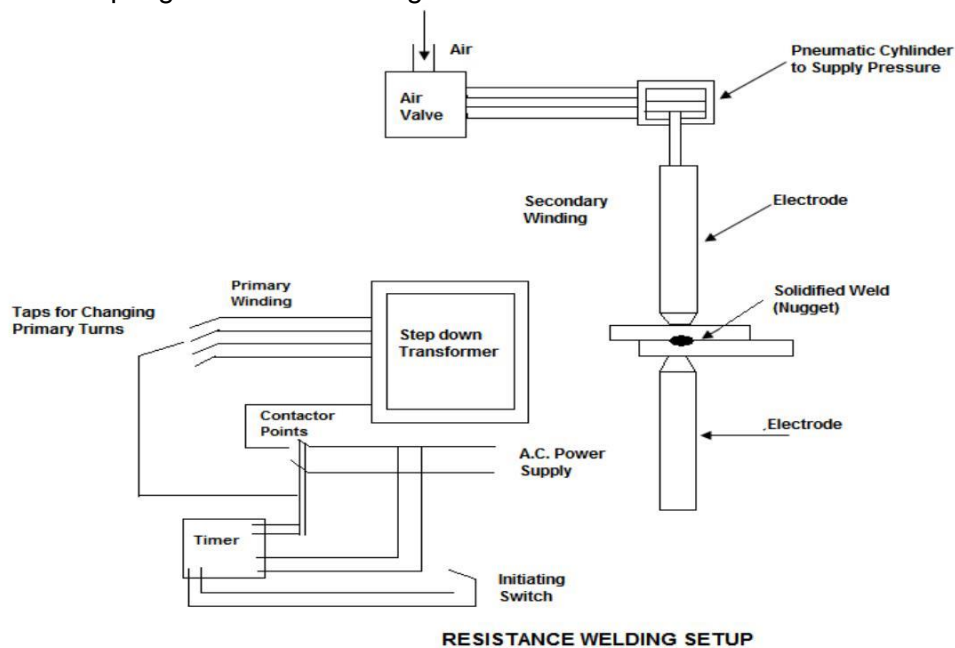 Air
Pneumatic Cyhlinder
to Supply Pressure
Air
Valve
Secondary
Winding
Electrode
Primary
Winding
Solidified Weld
(Nugget)
Taps for Changing
Primary Turns
Step down
Transformer
Contactor
Points
.Electrode
A.C. Power
Supply
Timer
Initiating
Switch
RESISTANCE WELDING SETUP